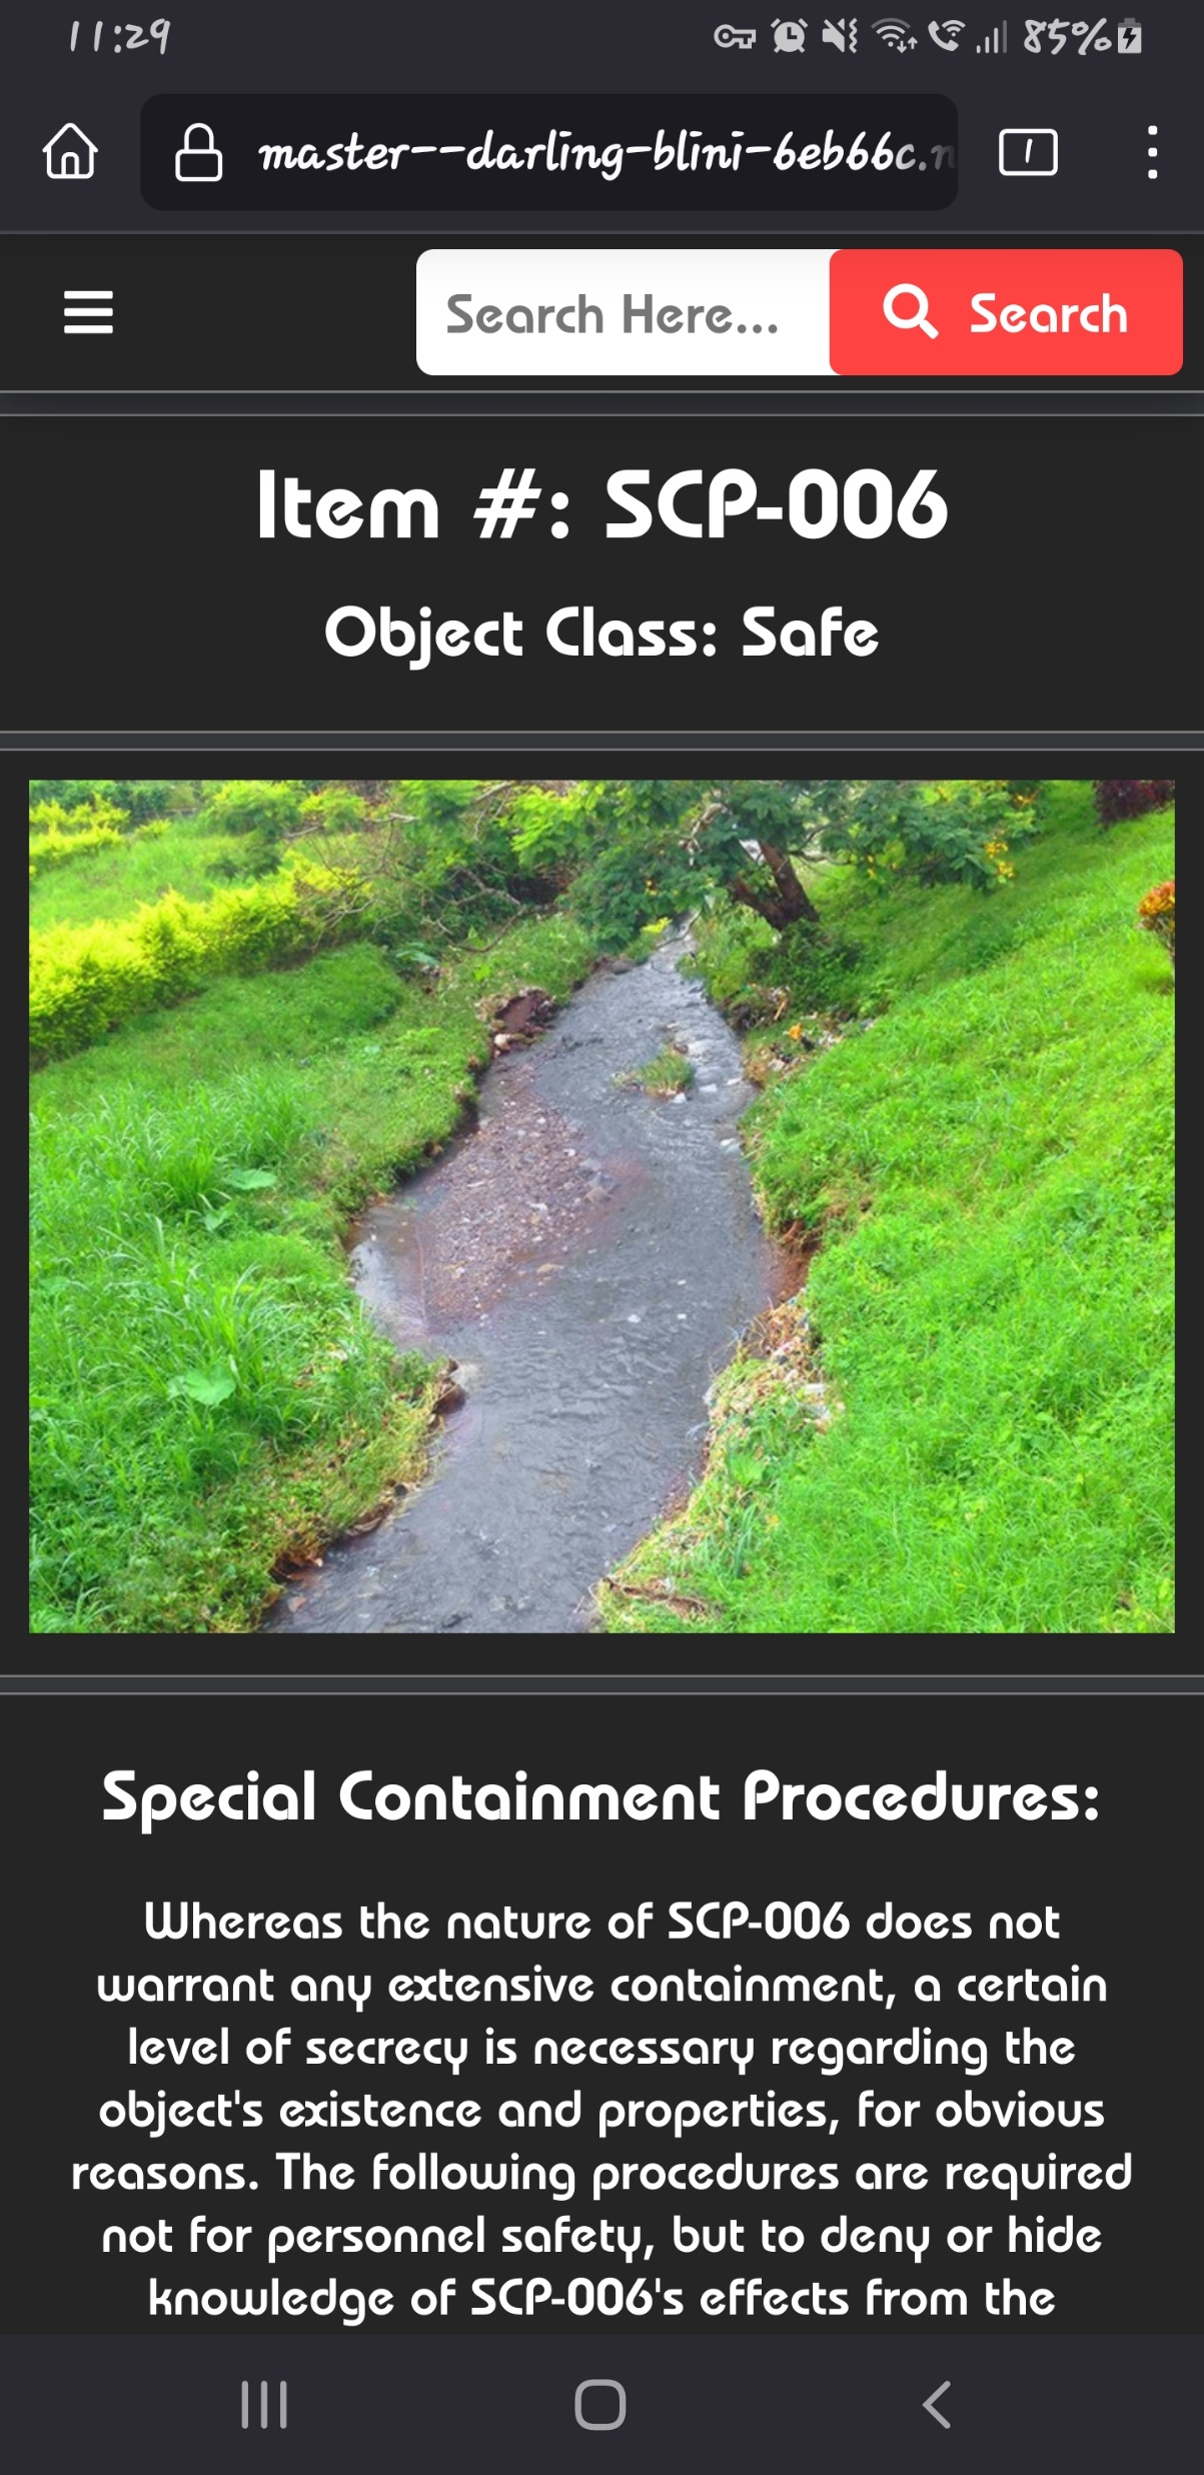 11:29
85%
master--darling-blini-6eb66c.n
1
Search Here...
Search
Item #: SCP-006
Object Class: Safe
Special Containment Procedures:
Whereas the nature of SCP-006 does not
warrant any extensive containment, a certain
level of secrecy is necessary regarding the
object's existence and properties, for obvious
reasons. The following procedures are required
not for personnel safety, but to deny or hide
knowledge of SCP-006's effects from the